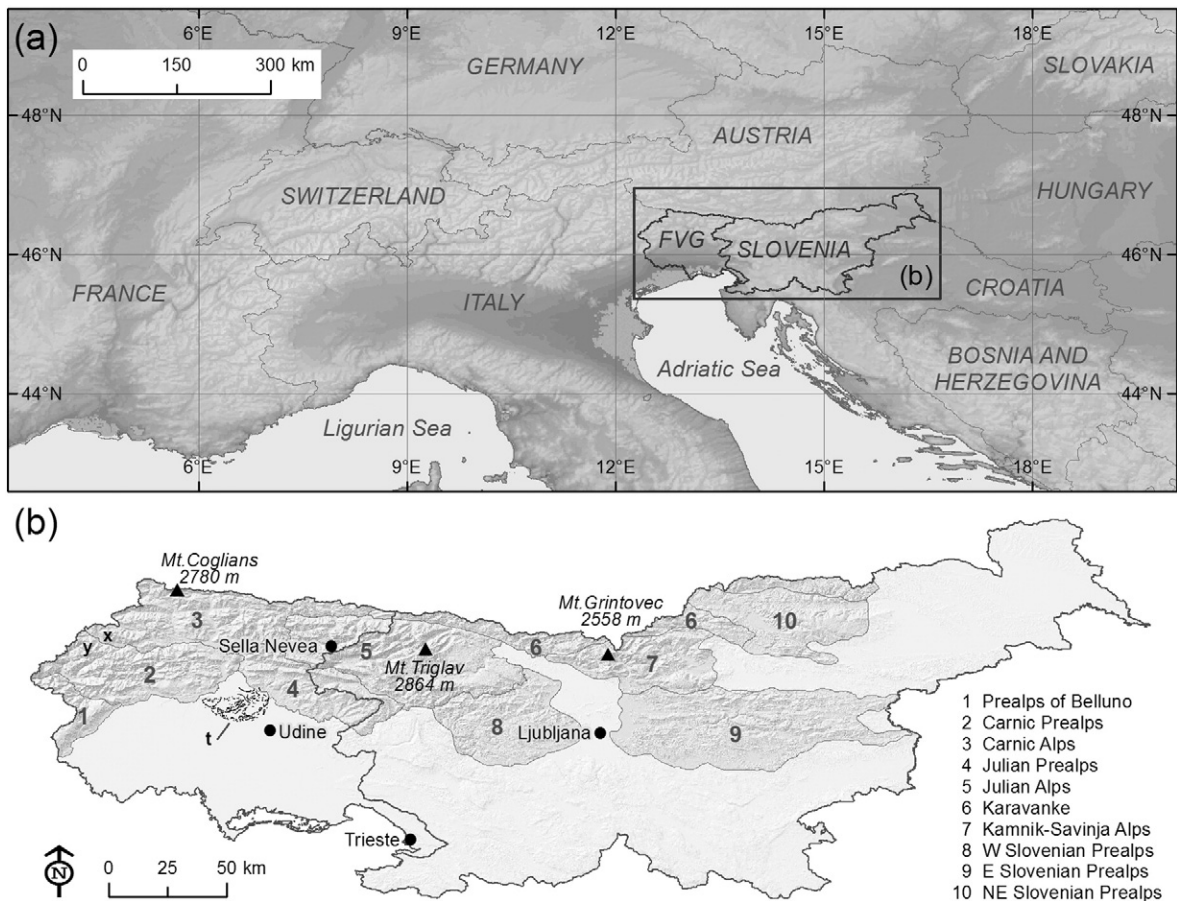 (a)
0 150 300 km
6°E 9°E 12°E 15°E 18°E
GERMANY
SLOVAKIA
48°N 48°N
AUSTRIA
SWITZERLAND
HUNGARY
46°N 46°N
FVG
SLOVENIA
(b)
FRANCE
ITALY
CROATIA
Adriatic Sea
BOSNIA AND
HERZEGOVINA
44°N 44°N
Ligurian Sea
6°E 9°E 12°E 15°E 18°E
(b)
Mt.Coglians
2780 m
Mt.Grintovec
2558 m
3
x
y
Sella Nevea
5
6
6
10
2
Mt.Triglav
2864 m
7
4
1
t
Udine
8
Ljubljana
9
Trieste
N
0 25 50 km
1 Prealps of Belluno
2 Carnic Prealps
3 Carnic Alps
4 Julian Prealps
5 Julian Alps
6 Karavanke
7 Kamnik-Savinja Alps
8 W Slovenian Prealps
9 E Slovenian Prealps
10 NE Slovenian Prealps